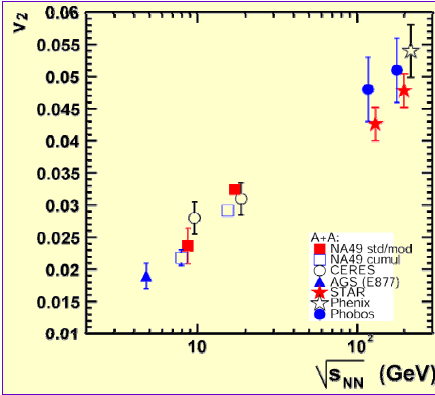 v2
0.06
0.055
0.05
0.045
0.04
0.035
0.03
0.025
0.02
0.015
0.01
A+A:
NA49 std/mod
NA49 cumul
CERES
AGS (E877)
STAR
Phenix
Phobos
10
10²
√sNN (GeV)